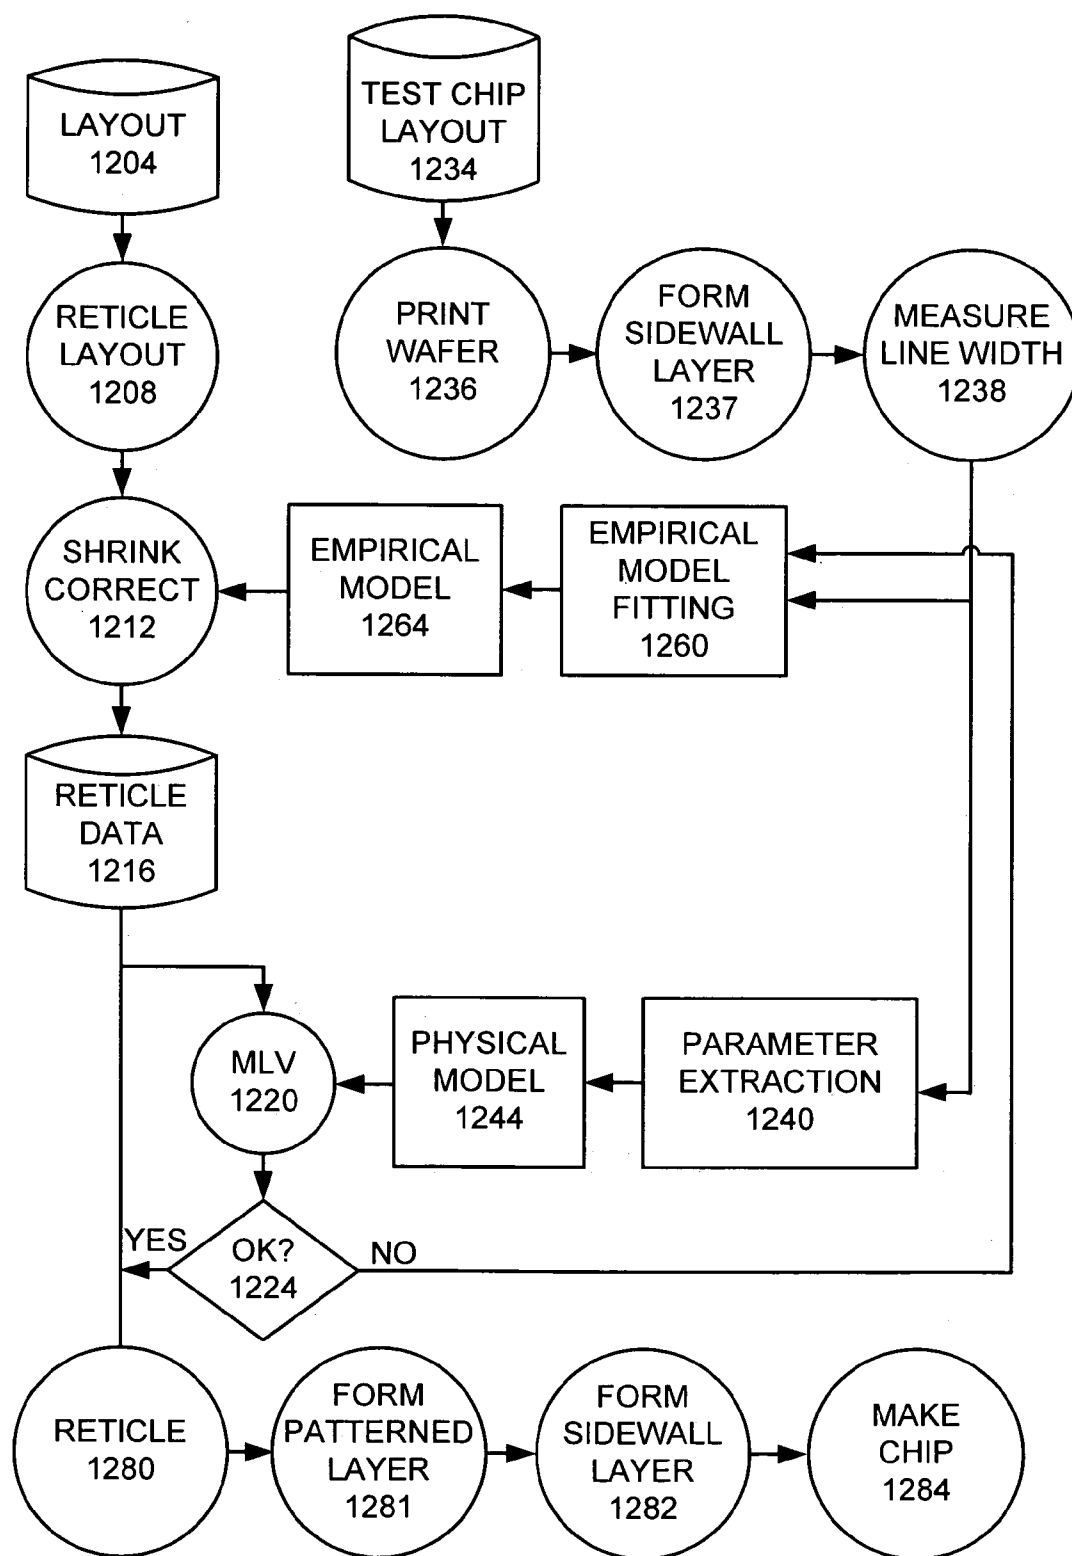 LAYOUT
1204
TEST CHIP
LAYOUT
1234
RETICLE
LAYOUT
1208
PRINT
WAFER
1236
FORM
SIDEWALL
LAYER
1237
MEASURE
LINE WIDTH
1238
SHRINK
CORRECT
1212
EMPIRICAL
MODEL
1264
EMPIRICAL
MODEL
FITTING
1260
RETICLE
DATA
1216
MLV
1220
PHYSICAL
MODEL
1244
PARAMETER
EXTRACTION
1240
YES
OK?
1224
NO
RETICLE
1280
FORM
PATTERNED
LAYER
1281
FORM
SIDEWALL
LAYER
1282
MAKE
CHIP
1284